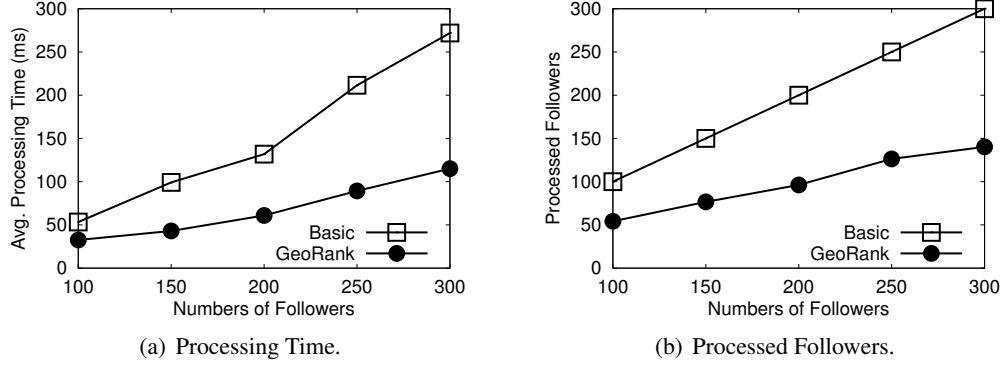 Avg. Processing Time (ms)
300
250
200
150
100
50
0
Basic
GeoRank
100 150 200 250 300
Numbers of Followers
(a) Processing Time.
Processed Followers
300
250
200
150
100
50
0
Basic
GeoRank
100 150 200 250 300
Numbers of Followers
(b) Processed Followers.